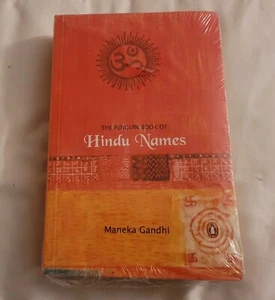 ॐ
THE PENGUIN BOOK OF
Hindu Names
Maneka Gandhi